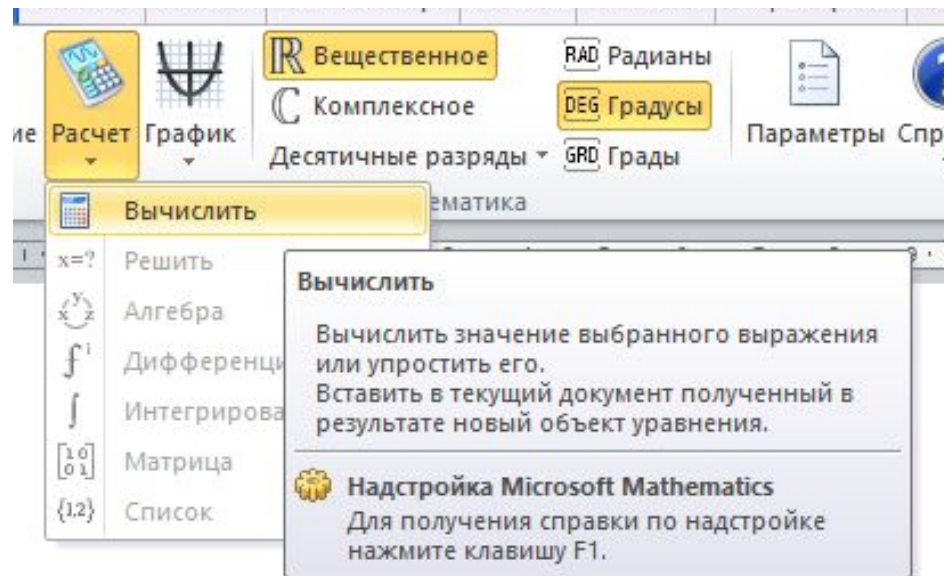 ℝ Вещественное
RAD Радианы
ℂ Комплексное
DEG Градусы
ие Расчет График
Параметры Спр
Десятичные разряды
GRD Грады
ематика
Вычислить
x=? Решить
Алгебра
Дифференци
Интегрирова
Матрица
{1,2} Список
Вычислить
Вычислить значение выбранного выражения
или упростить его.
Вставить в текущий документ полученный в
результате новый объект уравнения.
Надстройка Microsoft Mathematics
Для получения справки по надстройке
нажмите клавишу F1.